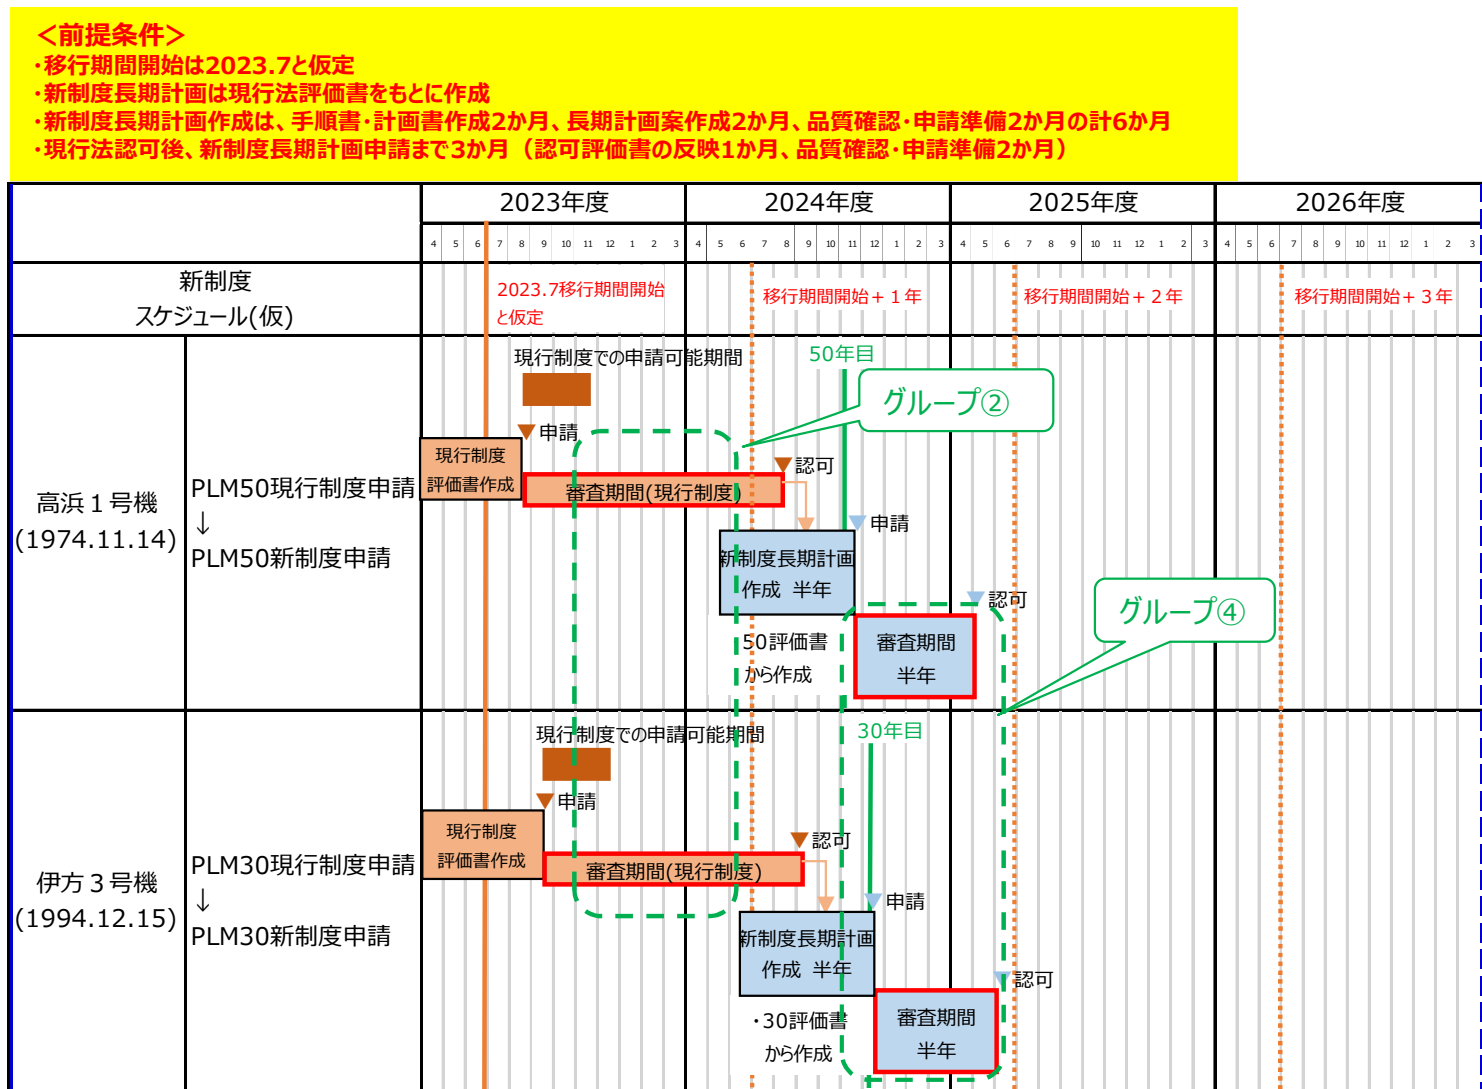 ＜前提条件＞
・移行期間開始は2023.7と仮定
・新制度長期計画は現行法評価書をもとに作成
・新制度長期計画作成は、手順書・計画書作成2か月、長期計画案作成2か月、品質確認・申請準備2か月の計6か月
・現行法認可後、新制度長期計画申請まで3か月（認可評価書の反映1か月、品質確認・申請準備2か月）
2023年度 2024年度 2025年度 2026年度
4 5 6 7 8 9 10 11 12 1 2 3 4 5 6 7 8 9 10 11 12 1 2 3 4 5 6 7 8 9 10 11 12 1 2 3 4 5 6 7 8 9 10 11 12 1 2 3
新制度
スケジュール(仮)
2023.7移行期間開始
と仮定
移行期間開始＋１年
移行期間開始＋２年
移行期間開始＋３年
高浜１号機
(1974.11.14)
PLM50現行制度申請
↓
PLM50新制度申請
現行制度での申請可能期間
50年目
グループ②
申請
現行制度
評価書作成
認可
審査期間(現行制度)
申請
新制度長期計画
作成 半年
認可
グループ④
50評価書
から作成
審査期間
半年
伊方３号機
(1994.12.15)
PLM30現行制度申請
↓
PLM30新制度申請
現行制度での申請可能期間
30年目
申請
現行制度
評価書作成
認可
審査期間(現行制度)
申請
新制度長期計画
作成 半年
認可
・30評価書
から作成
審査期間
半年